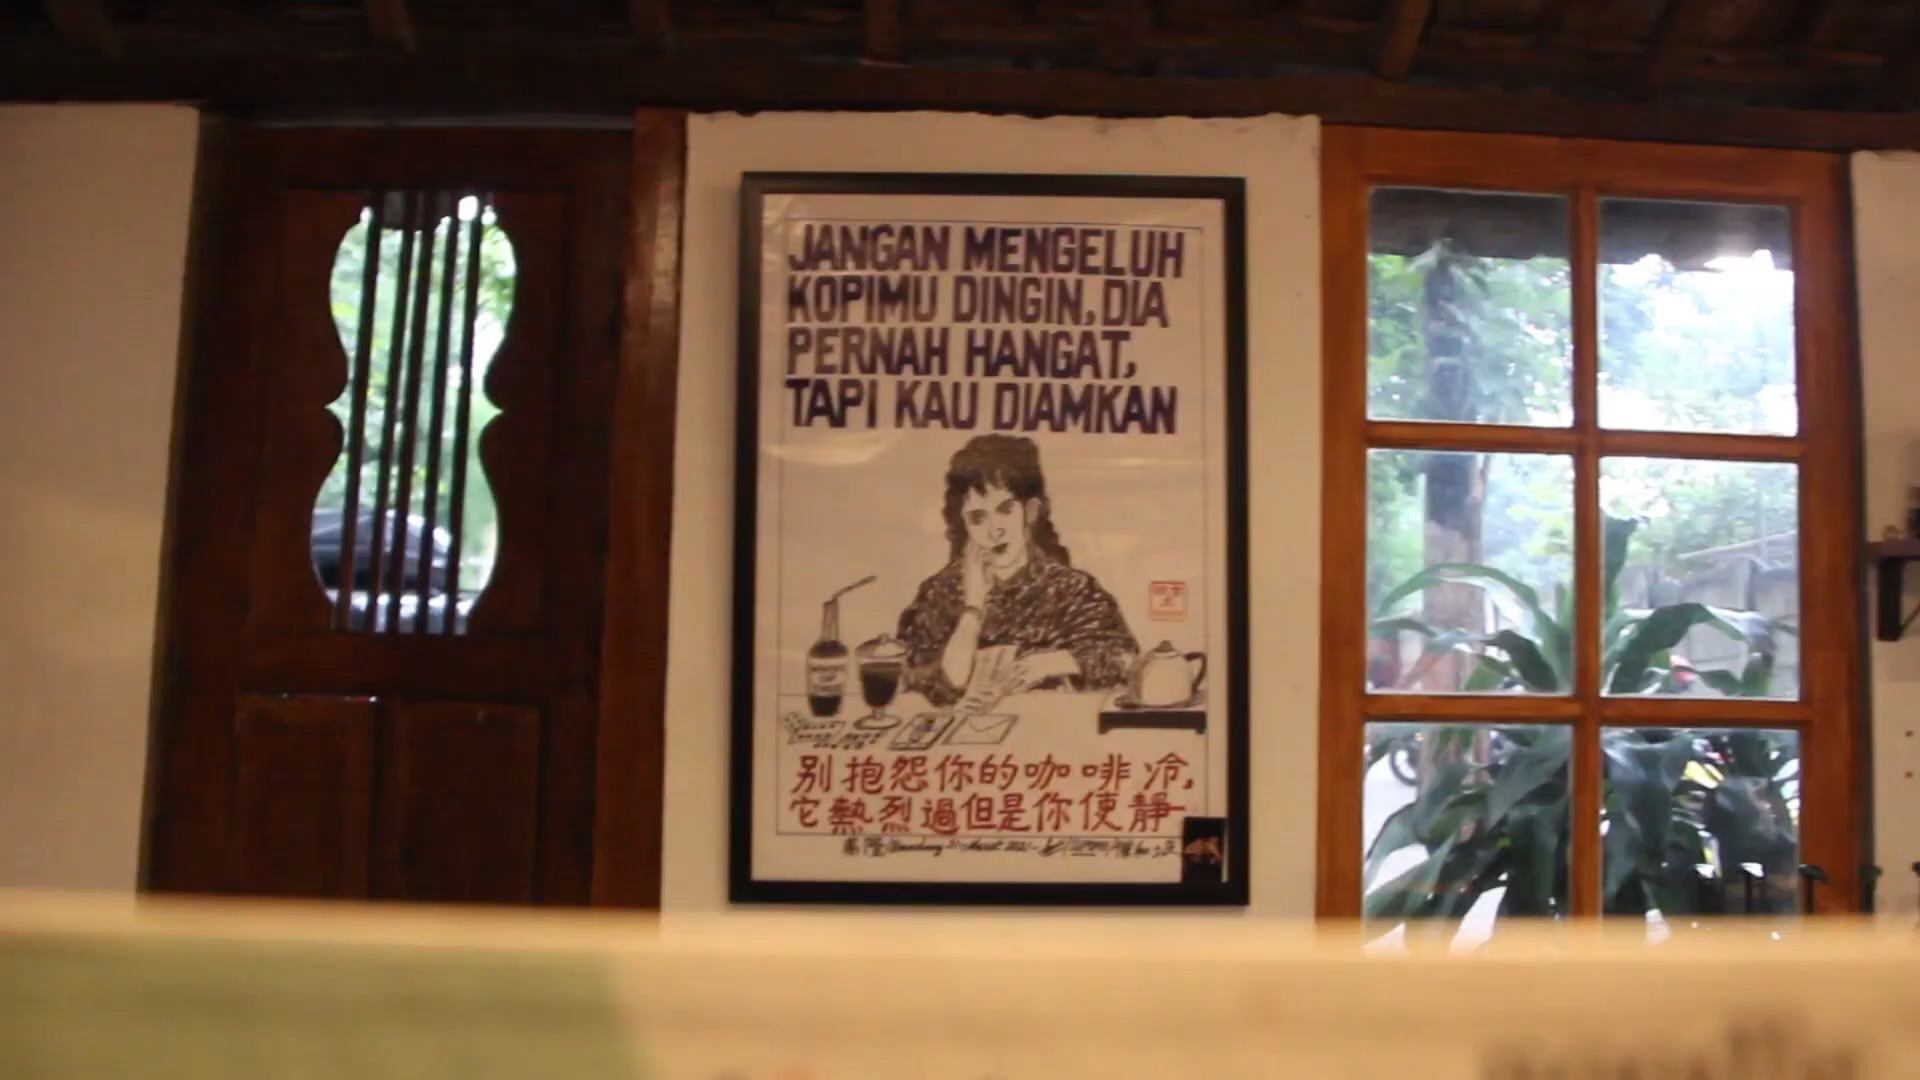 JANGAN MENGELUH
KOPIMU DINGIN, DIA
PERNAH HANGAT,
TAPI KAU DIAMKAN
别抱怨你的咖啡冷,
它熱烈過但是你使靜